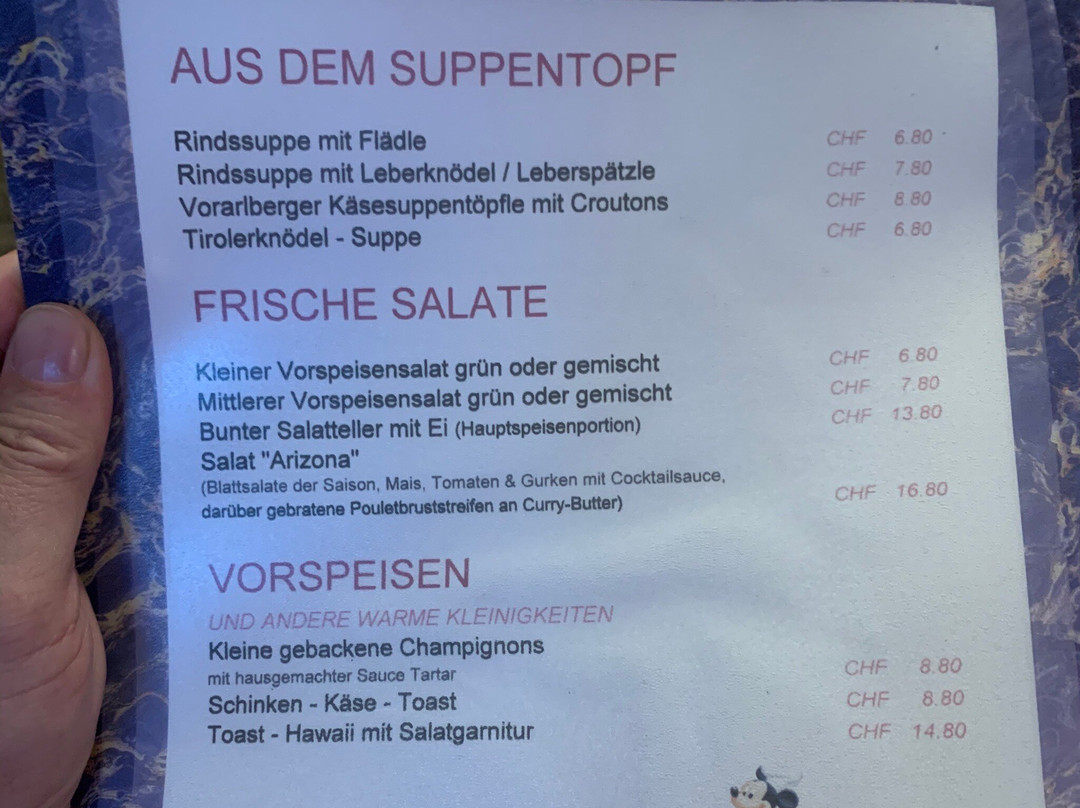 AUS DEM SUPPENTOPF
Rindssuppe mit Flädle CHF 6.80
Rindssuppe mit Leberknödel / Leberspätzle CHF 7.80
Vorarlberger Käsesuppentöpfle mit Croutons CHF 8.80
Tirolerknödel - Suppe CHF 6.80
FRISCHE SALATE
Kleiner Vorspeisensalat grün oder gemischt CHF 6.80
Mittlerer Vorspeisensalat grün oder gemischt CHF 7.80
Bunter Salatteller mit Ei (Hauptspeisenportion) CHF 13.80
Salat "Arizona"
(Blattsalate der Saison, Mais, Tomaten & Gurken mit Cocktailsauce,
darüber gebratene Pouletbruststreifen an Curry-Butter) CHF 16.80
VORSPEISEN
UND ANDERE WARME KLEINIGKEITEN
Kleine gebackene Champignons
mit hausgemachter Sauce Tartar CHF 8.80
Schinken - Käse - Toast CHF 8.80
Toast - Hawaii mit Salatgarnitur CHF 14.80